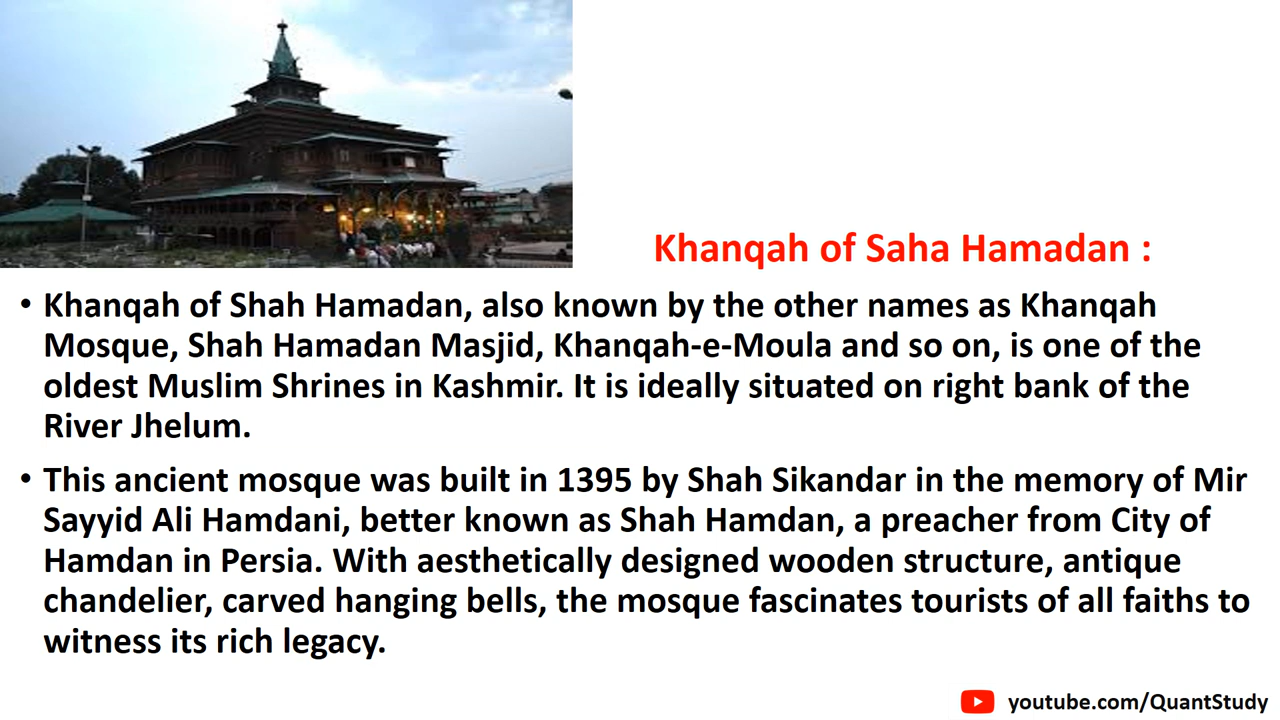 Khanqah of Saha Hamadan :
• Khanqah of Shah Hamadan, also known by the other names as Khanqah
Mosque, Shah Hamadan Masjid, Khanqah-e-Moula and so on, is one of the
oldest Muslim Shrines in Kashmir. It is ideally situated on right bank of the
River Jhelum.
• This ancient mosque was built in 1395 by Shah Sikandar in the memory of Mir
Sayyid Ali Hamdani, better known as Shah Hamdan, a preacher from City of
Hamdan in Persia. With aesthetically designed wooden structure, antique
chandelier, carved hanging bells, the mosque fascinates tourists of all faiths to
witness its rich legacy.
youtube.com/QuantStudy